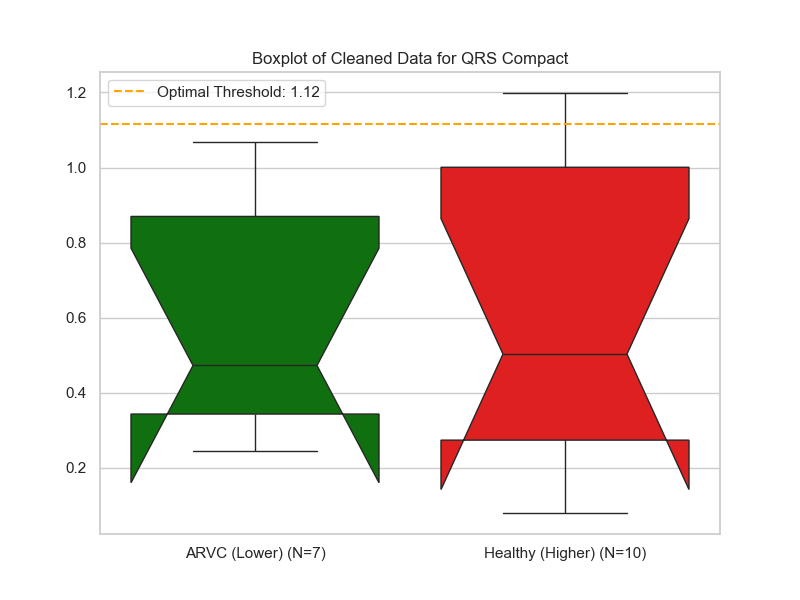 Boxplot of Cleaned Data for QRS Compact
Optimal Threshold: 1.12
1.2
1.0
0.8
0.6
0.4
0.2
ARVC (Lower) (N=7)
Healthy (Higher) (N=10)